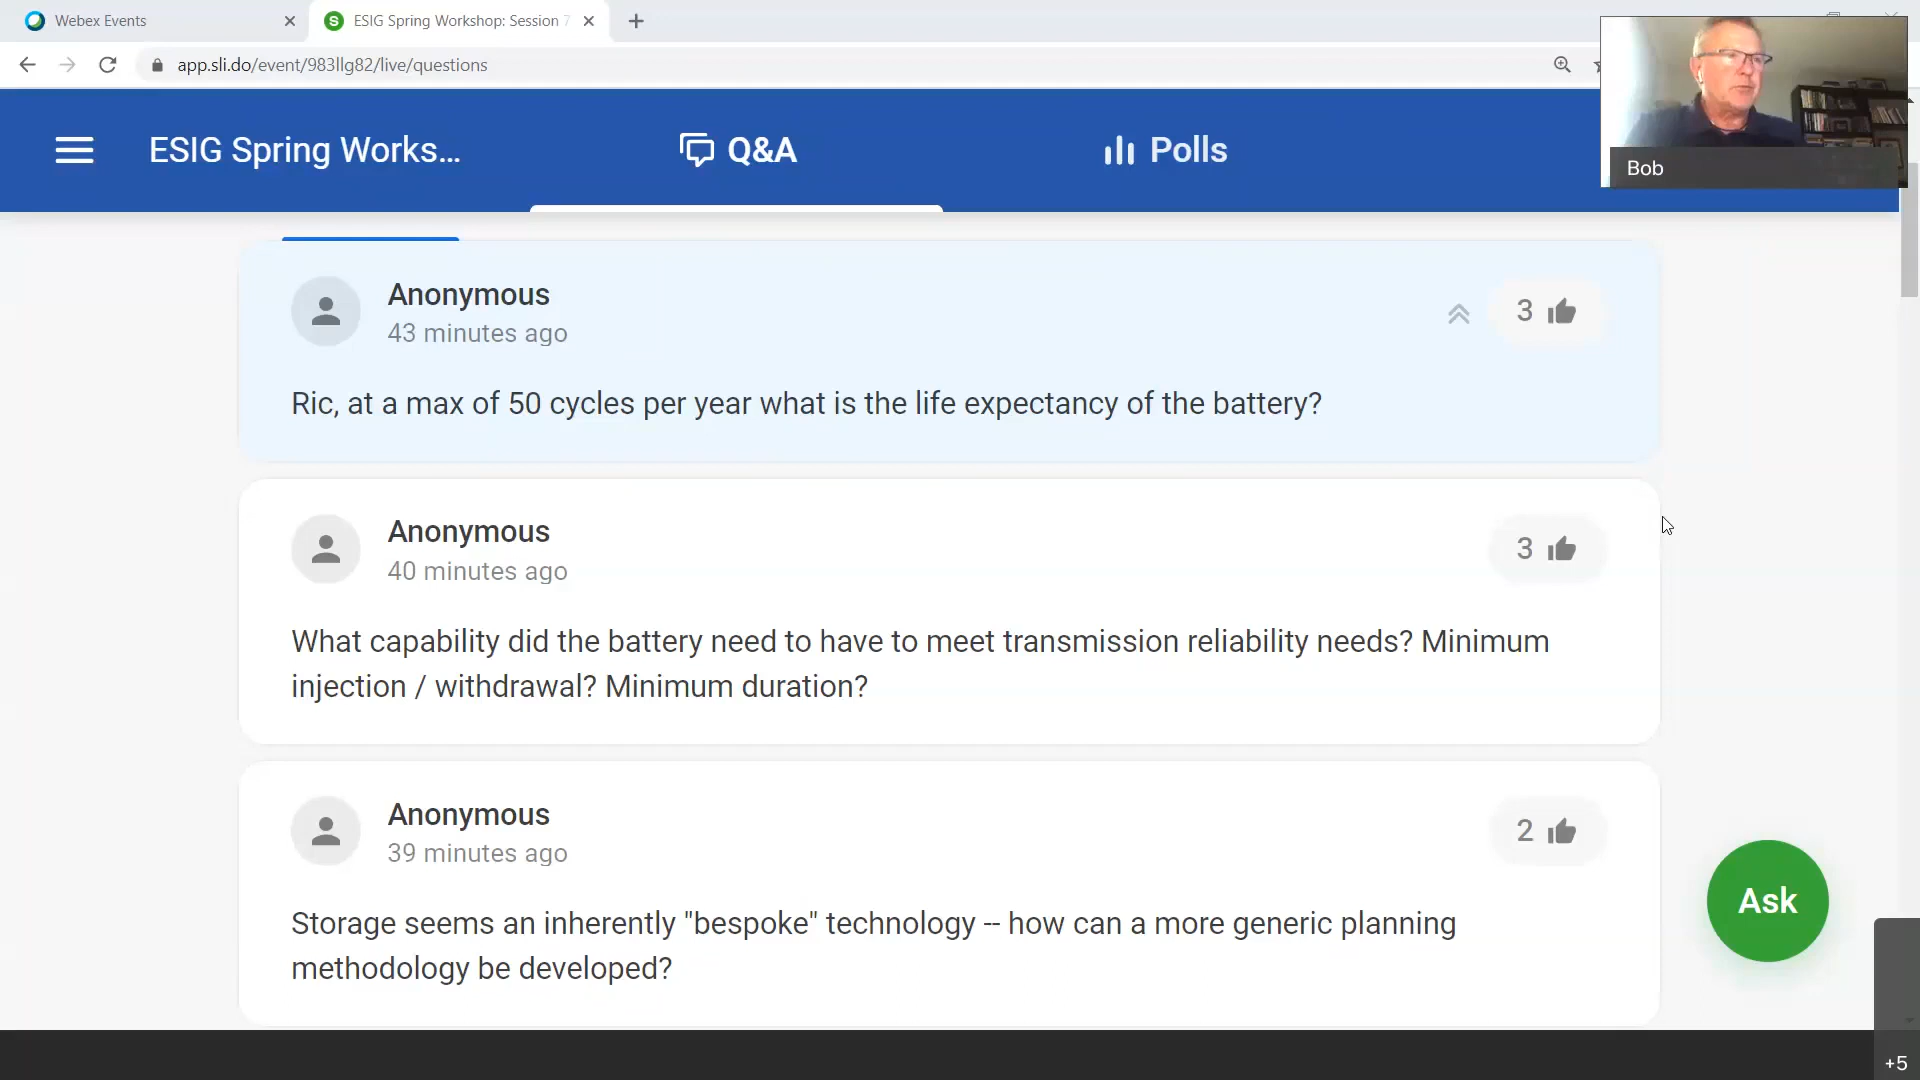 Webex Events
ESIG Spring Workshop: Session 7
app.sli.do/event/983llg82/live/questions
ESIG Spring Works...
Q&A
Polls
Bob
Anonymous
43 minutes ago
3
Ric, at a max of 50 cycles per year what is the life expectancy of the battery?
Anonymous
40 minutes ago
3
What capability did the battery need to have to meet transmission reliability needs? Minimum
injection / withdrawal? Minimum duration?
Anonymous
39 minutes ago
2
Storage seems an inherently "bespoke" technology -- how can a more generic planning
methodology be developed?
Ask
+5